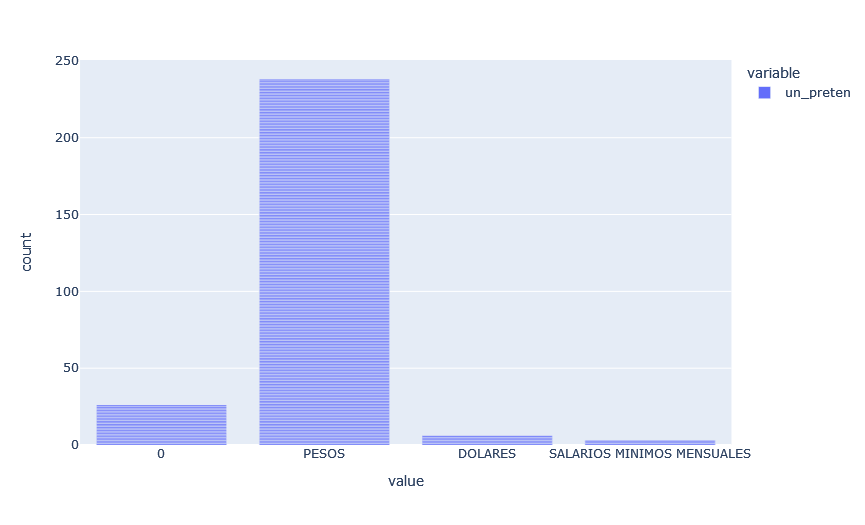 variable
un_preten
250
200
150
100
50
0
count
0 PESOS DOLARES SALARIOS MINIMOS MENSUALES
value